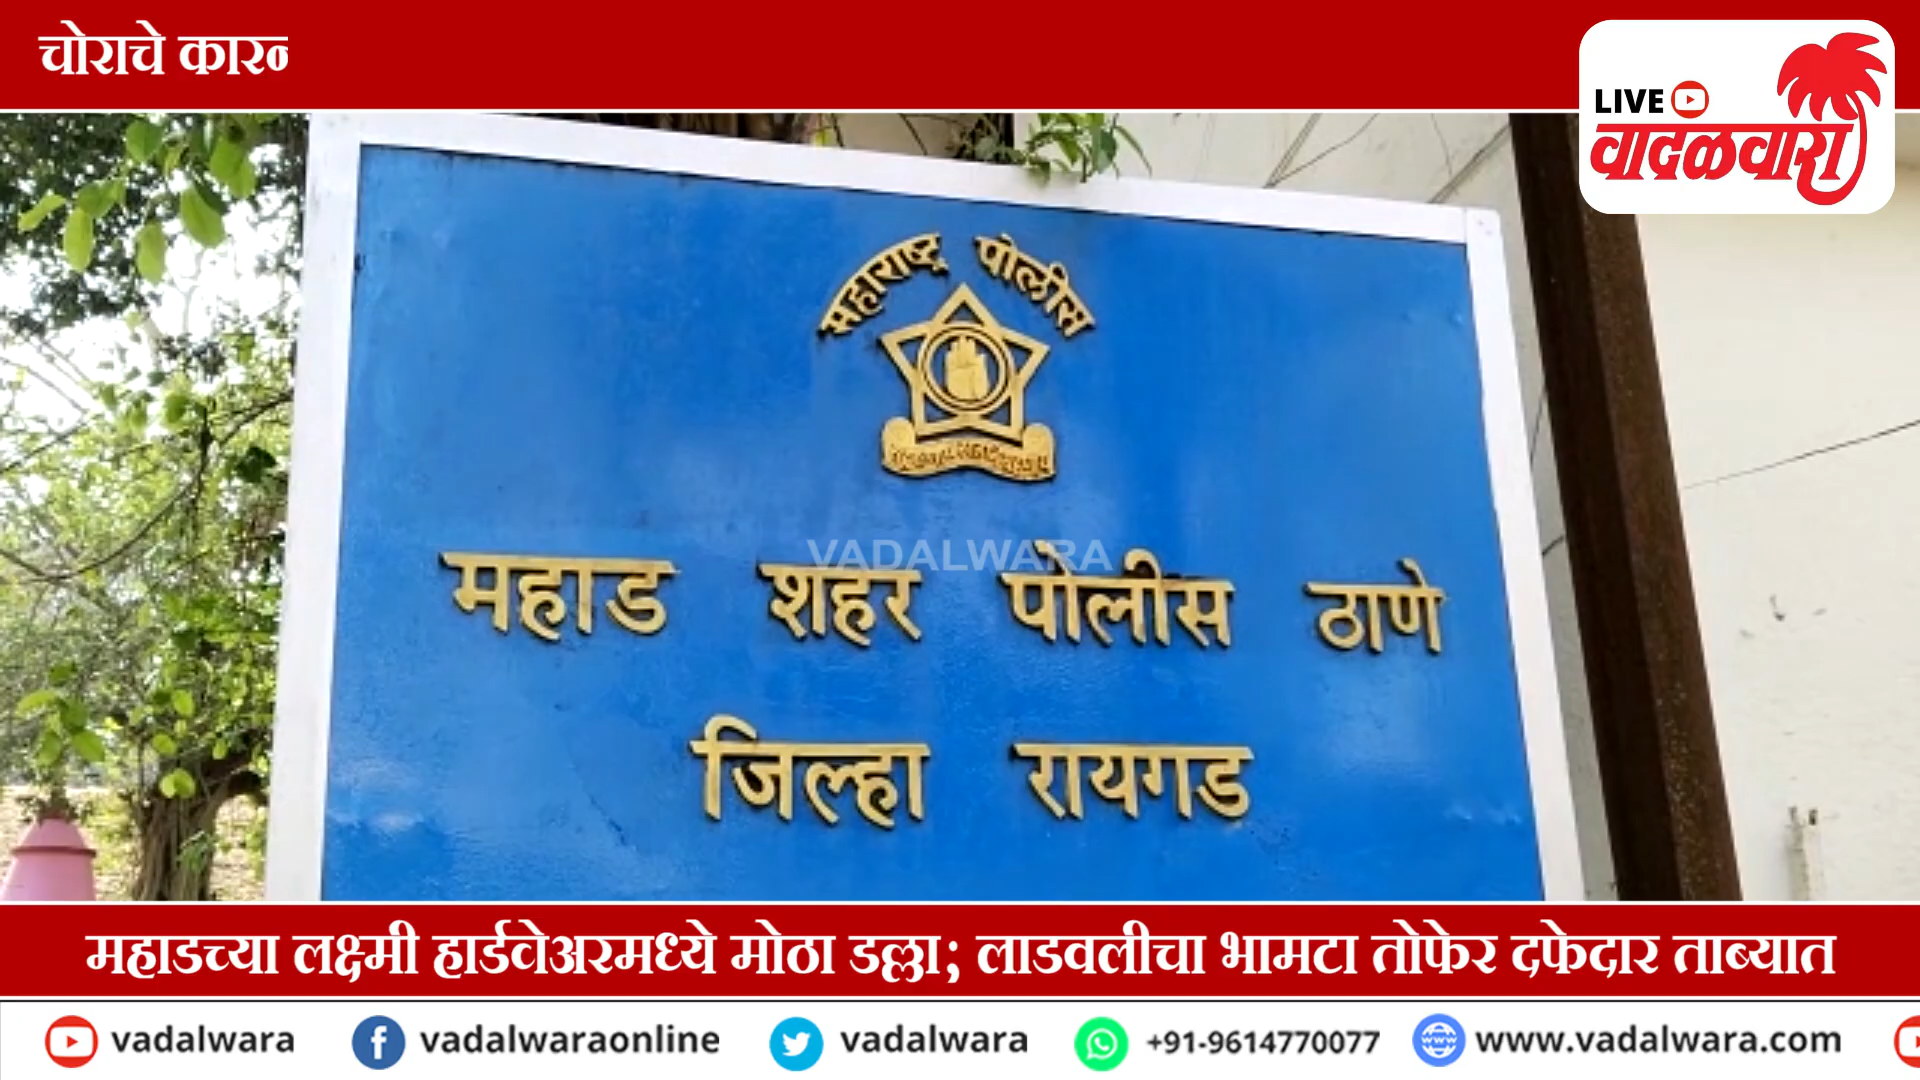 चोराचे कारन
LIVE
वादळवारा
महाराष्ट्र पोलीस
VADALWARA
महाड शहर पोलीस ठाणे
जिल्हा रायगड
महाडच्या लक्ष्मी हार्डवेअरमध्ये मोठा डल्ला; लाडवलीचा भामटा तोफेर दफेदार ताब्यात
vadalwara vadalwaraonline vadalwara +91-9614770077 www.vadalwara.com